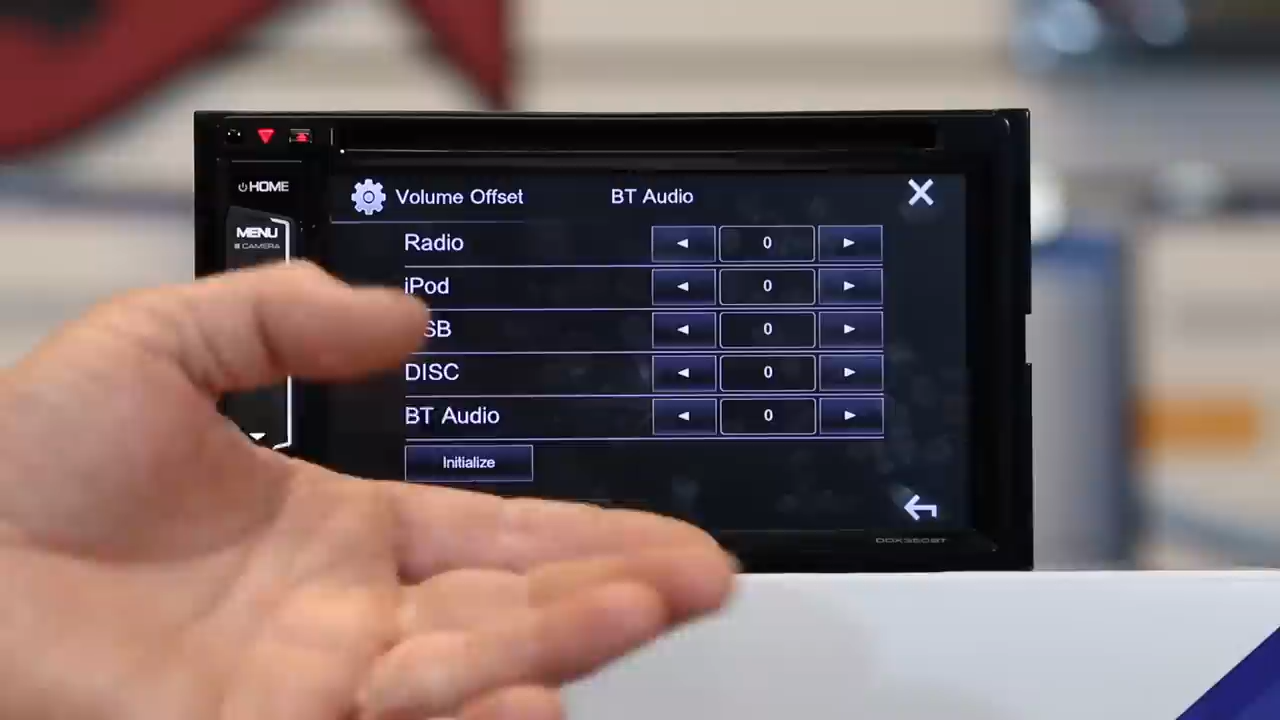 HOME
Volume Offset BT Audio
MENU
CAMERA
Radio ◄ 0 ►
iPod ◄ 0 ►
SB ◄ 0 ►
DISC ◄ 0 ►
BT Audio ◄ 0 ►
Initialize
DDX350BT